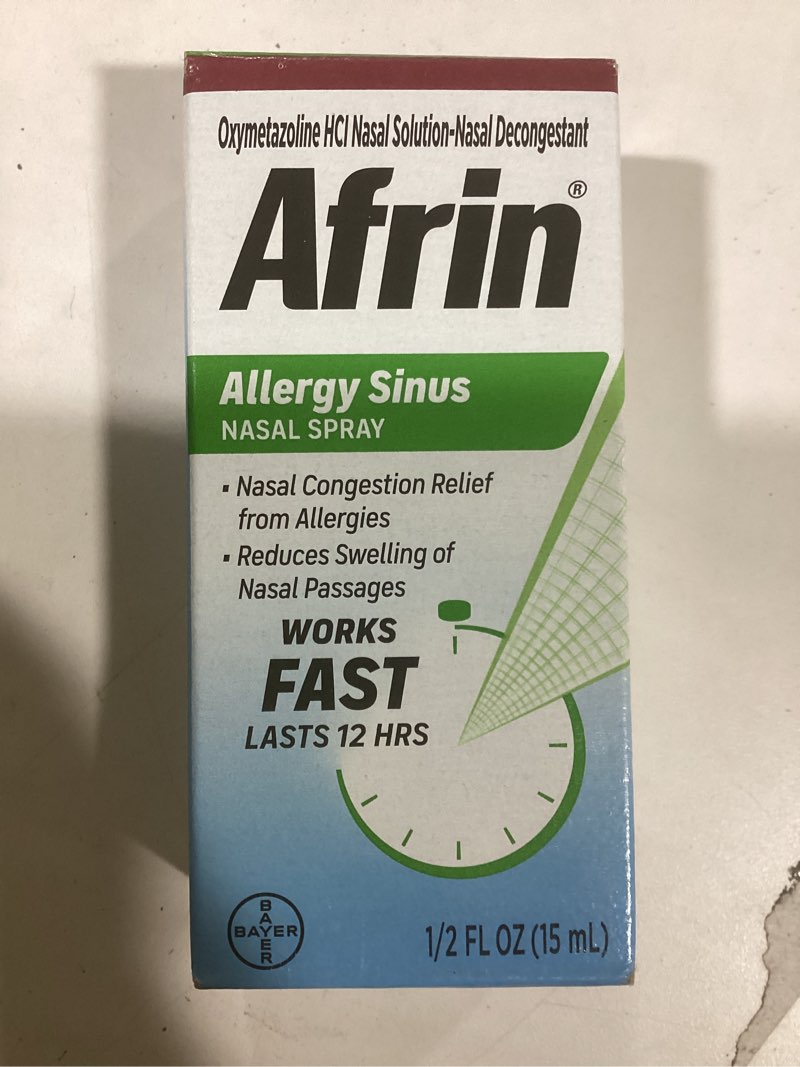 Oxymetazoline HCl Nasal Solution-Nasal Decongestant
Afrin®
Allergy Sinus
NASAL SPRAY
▪ Nasal Congestion Relief
from Allergies
▪ Reduces Swelling of
Nasal Passages
WORKS
FAST
LASTS 12 HRS
BAYER
BAYER
1/2 FL OZ (15 mL)